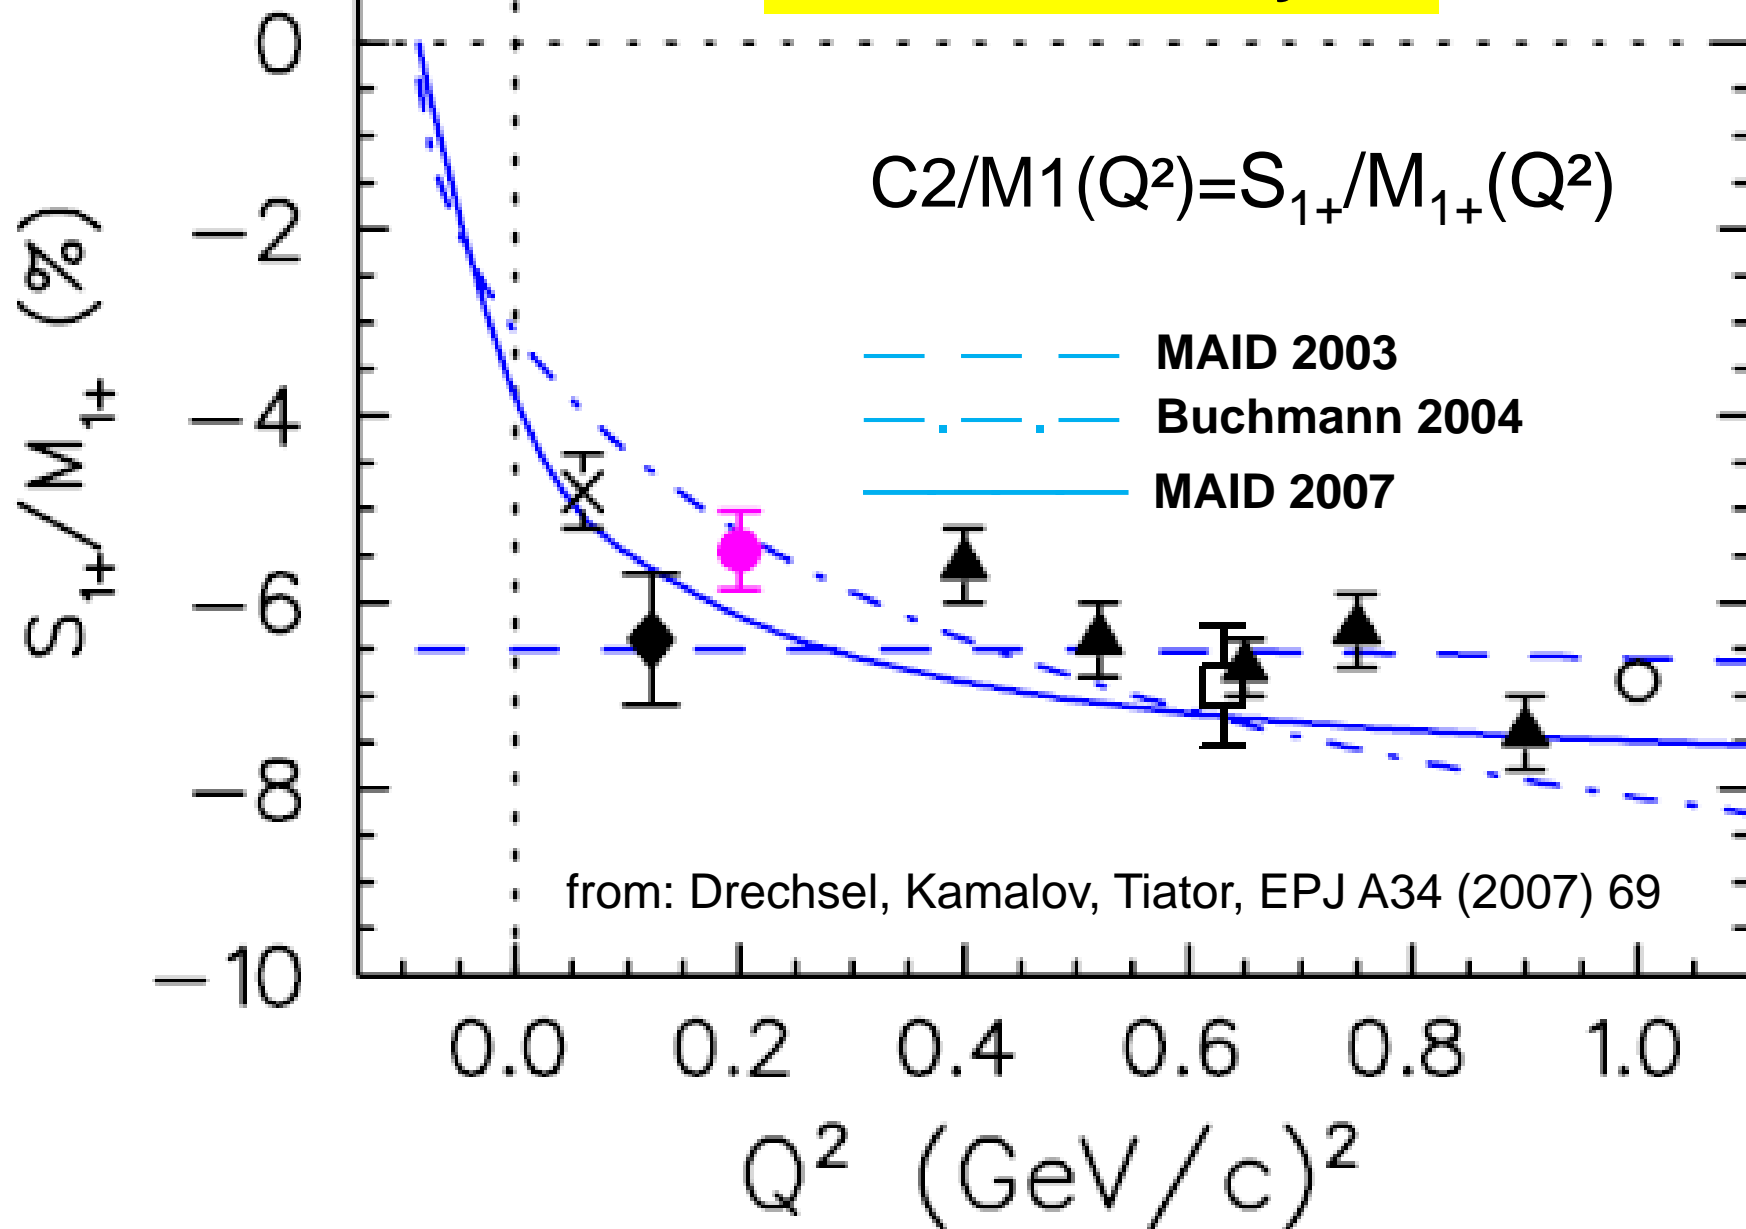 0
−2
−4
−6
−8
−10
S₁₊/M₁₊ (%)
C2/M1(Q²)=S₁₊/M₁₊(Q²)
MAID 2003
Buchmann 2004
MAID 2007
from: Drechsel, Kamalov, Tiator, EPJ A34 (2007) 69
0.0 0.2 0.4 0.6 0.8 1.0
Q² (GeV/c)²